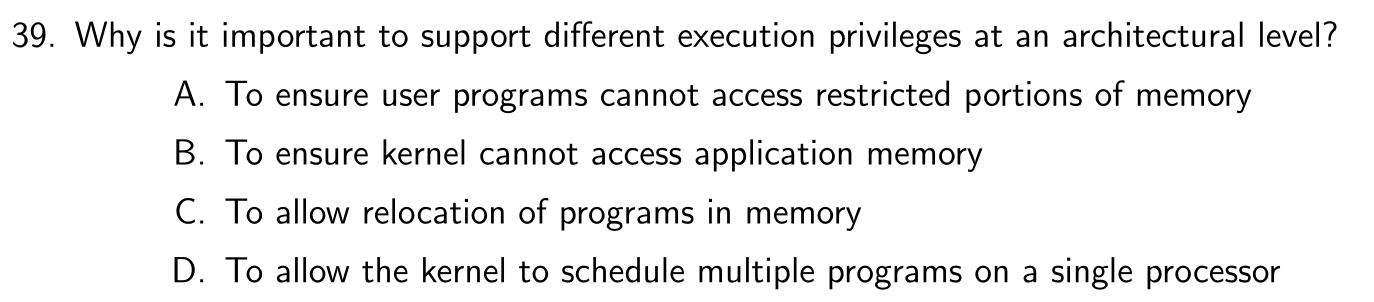 39. Why is it important to support different execution privileges at an architectural level?
A. To ensure user programs cannot access restricted portions of memory
B. To ensure kernel cannot access application memory
C. To allow relocation of programs in memory
D. To allow the kernel to schedule multiple programs on a single processor